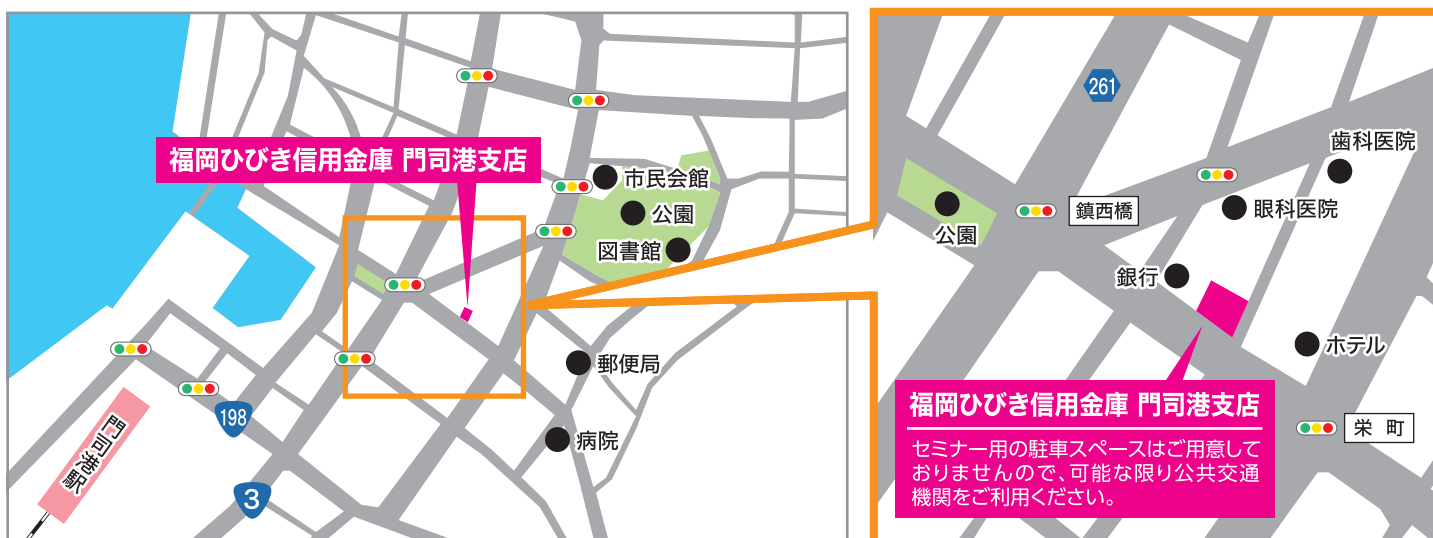 福岡ひびき信用金庫 門司港支店
市民会館
公園
図書館
郵便局
病院
198
3
門司港駅
261
歯科医院
鎮西橋
眼科医院
公園
銀行
ホテル
福岡ひびき信用金庫 門司港支店
セミナー用の駐車スペースはご用意して
おりませんので、可能な限り公共交通
機関をご利用ください。
栄 町